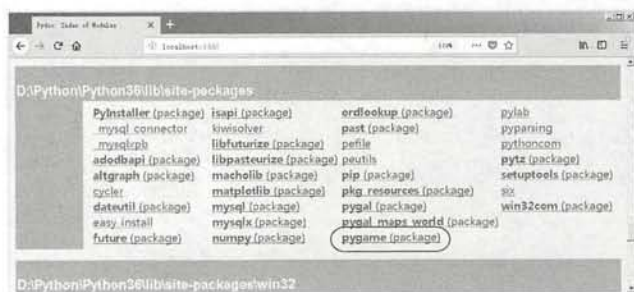 Pydoc: Index of Modules
localhost:
110%
D:\Python\Python36\lib\site-packages
PyInstaller (package) isapi (package) ordlookup (package) pylab
_mysql_connector kiwisolver past (package) pyparsing
_mysqlxpb libfuturize (package) pefile pythoncom
adodbapi (package) libpasteurize (package) peutils pytz (package)
altgraph (package) macholib (package) pip (package) setuptools (package)
cycler matplotlib (package) pkg_resources (package) six
dateutil (package) mysql (package) pygal (package) win32com (package)
easy_install mysqlx (package) pygal_maps_world (package)
future (package) numpy (package) pygame (package)
D:\Python\Python36\lib\site-packages\win32